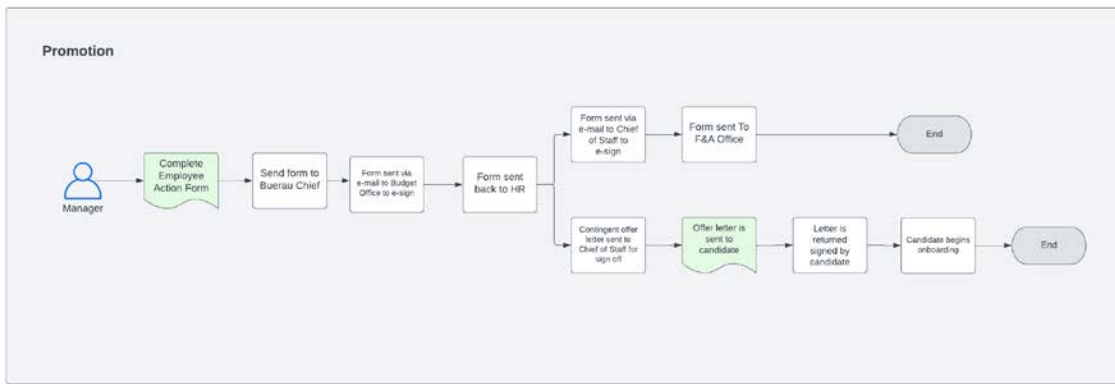 Promotion
Manager
Complete
Employee
Action Form
Send form to
Buerau Chief
Form sent via
e-mail to Budget
Office to e-sign
Form sent
back to HR
Form sent via
e-mail to Chief
of Staff to
e-sign
Form sent To
F&A Office
End
Contingent offer
letter sent to
Chief of Staff for
sign off
Offer letter is
sent to
candidate
Letter is
returned
signed by
candidate
Candidate begins
onboarding
End